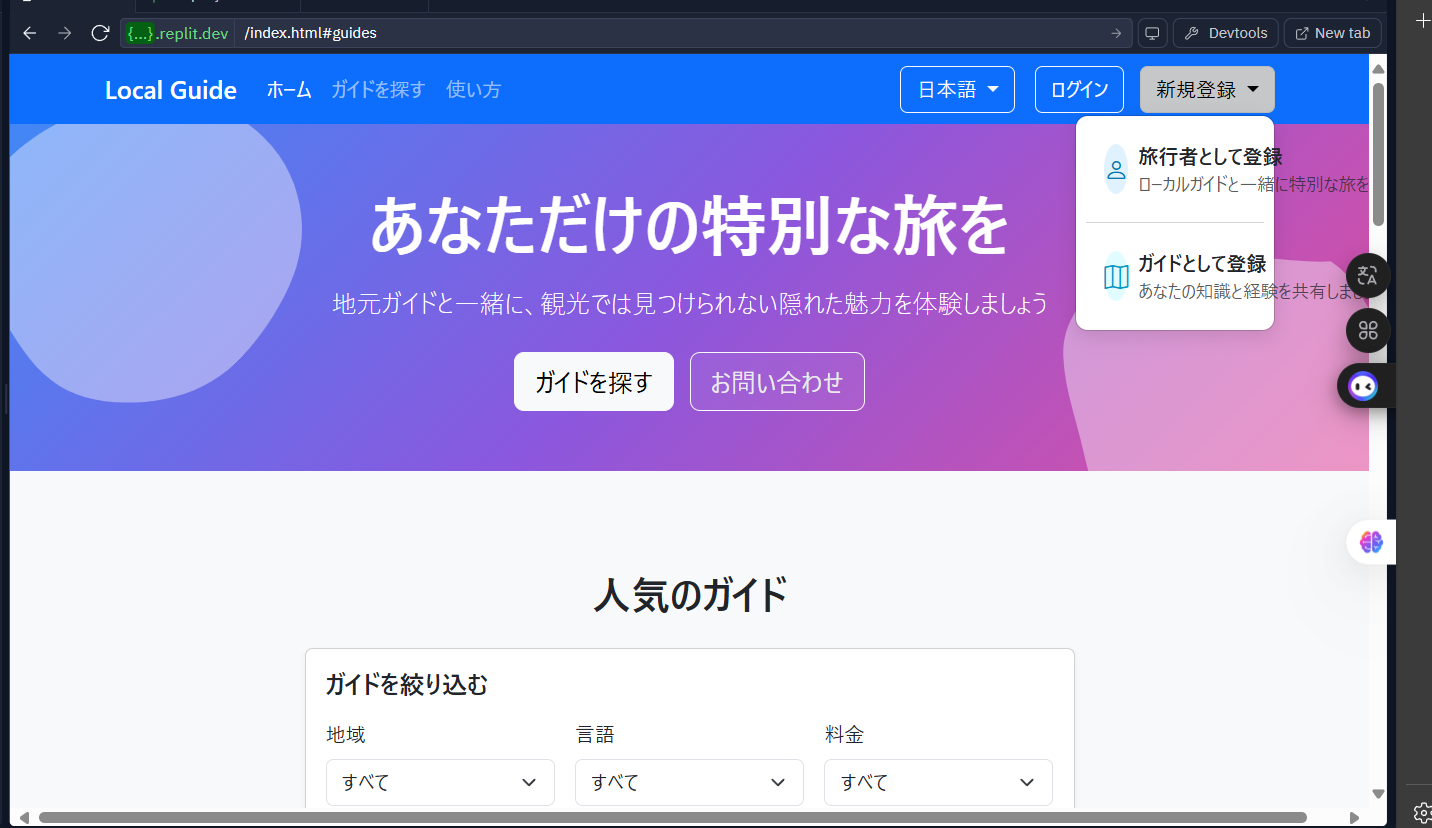 {...}.replit.dev /index.html#guides
Devtools
New tab
Local Guide ホーム ガイドを探す 使い方 日本語 ログイン 新規登録
旅行者として登録
ローカルガイドと一緒に特別な旅を
ガイドとして登録
あなたの知識と経験を共有しまし
あなただけの特別な旅を
地元ガイドと一緒に、観光では見つけられない隠れた魅力を体験しましょう
ガイドを探す お問い合わせ
人気のガイド
ガイドを絞り込む
地域 言語 料金
すべて すべて すべて